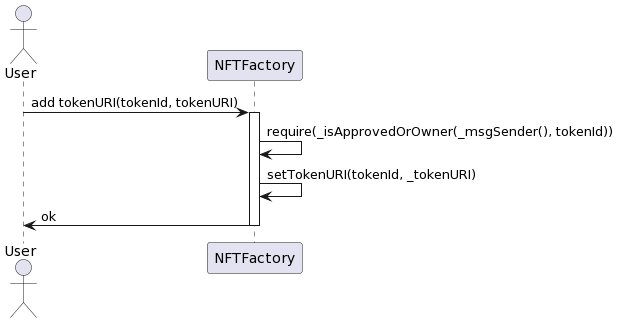 User
NFTFactory
add tokenURI(tokenId, tokenURI)
require(_isApprovedOrOwner(_msgSender(), tokenId))
setTokenURI(tokenId, _tokenURI)
ok
User
NFTFactory